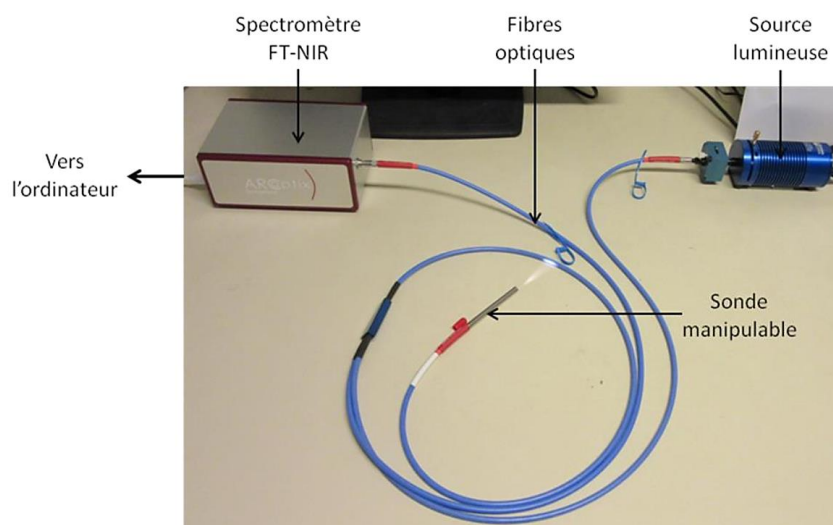 Spectromètre
FT-NIR
Fibres
optiques
Source
lumineuse
Vers
l'ordinateur
ARCoptix
Sonde
manipulable